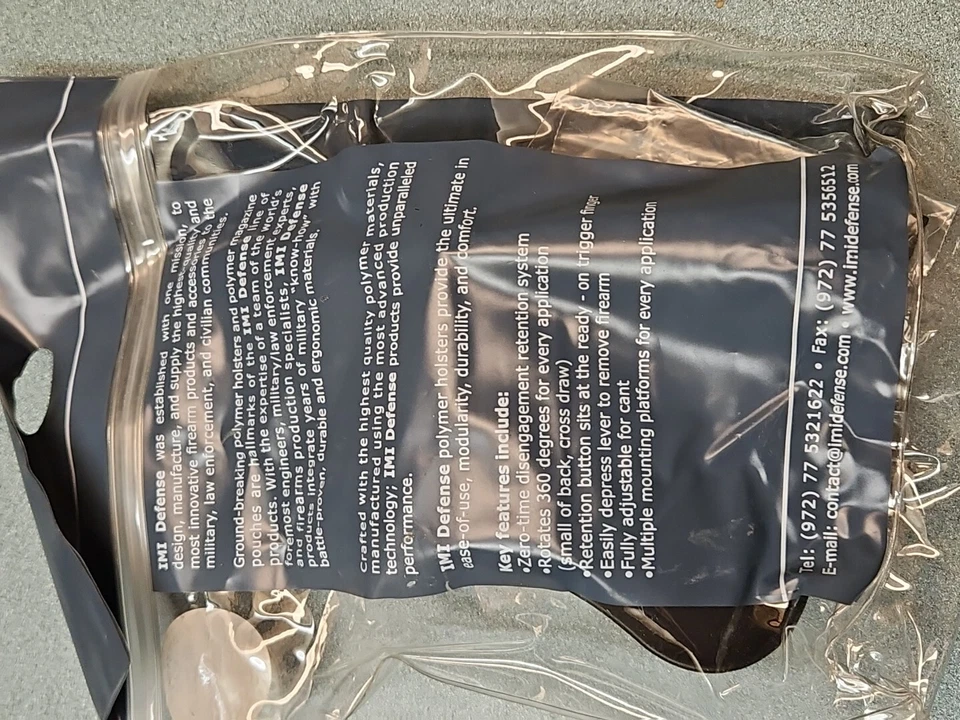 IMI Defense was established with one mission, to
design, manufacture, and supply the highest quality and
most innovative firearm products and accessories to the
military, law enforcement, and civilian communities.
Ground-breaking polymer holsters and polymer magazine
pouches are hallmarks of the IMI Defense line of
products. With the expertise of a team of the world's
foremost engineers, military/law enforcement experts,
and firearms production specialists, IMI Defense
products integrate years of military "know-how" with
battle-proven, durable and ergonomic materials.
Crafted with the highest quality polymer materials,
manufactured using the most advanced production
technology; IMI Defense products provide unparalleled
performance.
IMI Defense polymer holsters provide the ultimate in
ease-of-use, modularity, durability, and comfort.
Key features Include:
•Zero-time disengagement retention system
•Rotates 360 degrees for every application
(small of back, cross draw)
•Retention button sits at the ready - on trigger finger
•Easily depress lever to remove firearm
•Fully adjustable for cant
•Multiple mounting platforms for every application
Tel: (972) 77 5321622 • Fax: (972) 77 5356512
E-mail: contact@imidefense.com • www.imidefense.com